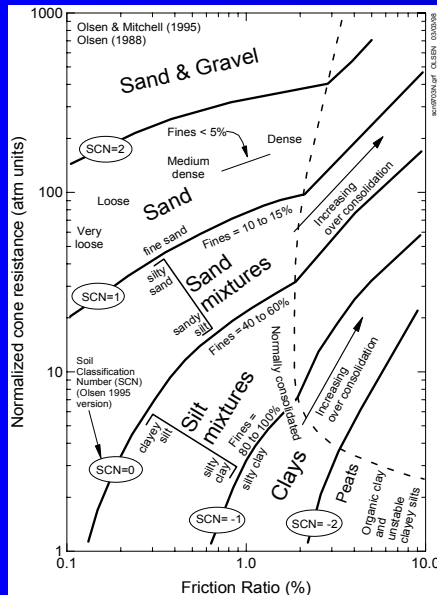 Olsen & Mitchell (1995)
Olsen (1988)
Sand & Gravel
SCN=2
Fines < 5%
Dense
Medium
dense
Loose
Very
loose
Sand
fine sand
Fines = 10 to 15%
SCN=1
silty
sand
Sand
mixtures
sandy
silt
Increasing
over consolidation
Fines = 40 to 60%
Soil
Classification
Number (SCN)
(Olsen 1995
version)
SCN=0
Silt
mixtures
clayey
silt
silty
clay
Fines =
80 to 100%
silty clay
Normally consolidated
Increasing
over consolidation
SCN= -1
Clays
SCN= -2
Peats
Organic clay
and
unstable
clayey silts
1000
100
10
1
0.1
1.0
10.0
Normalized cone resistance (atm units)
Friction Ratio (%)